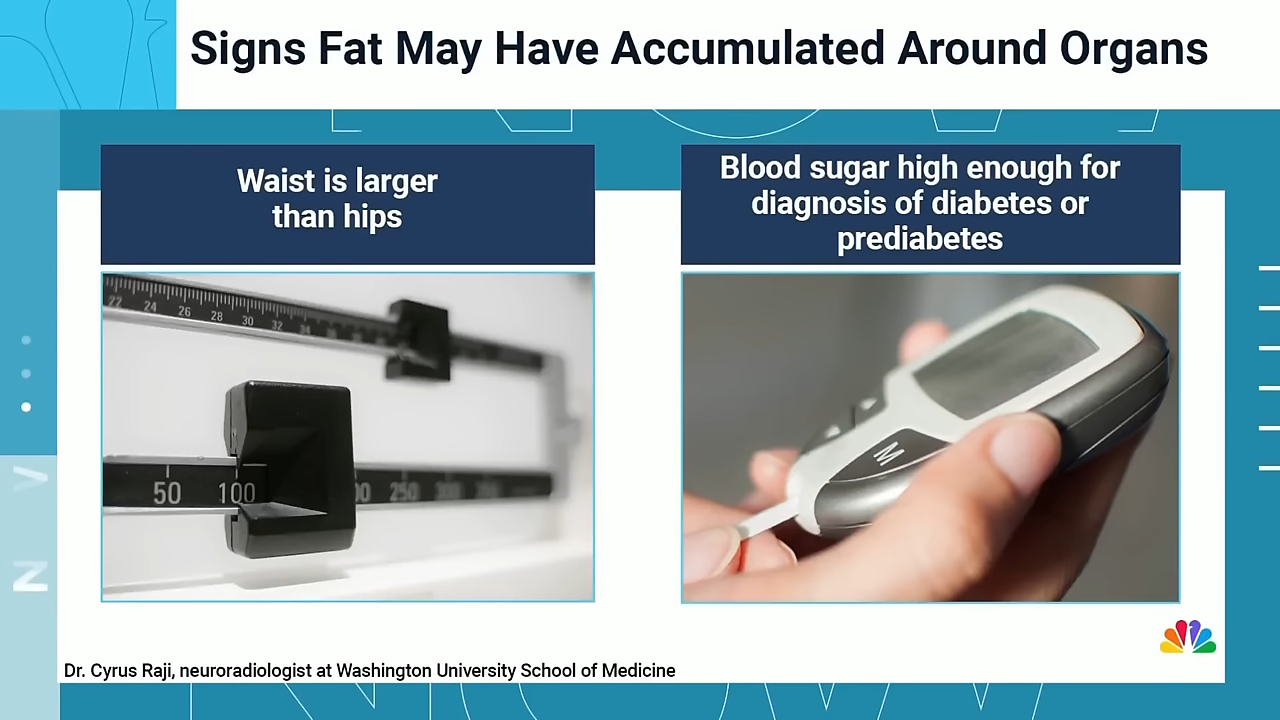 Signs Fat May Have Accumulated Around Organs
Waist is larger
than hips
Blood sugar high enough for
diagnosis of diabetes or
prediabetes
22 24 26 28 30 32 34
50 100 250 300
M
N
Dr. Cyrus Raji, neuroradiologist at Washington University School of Medicine